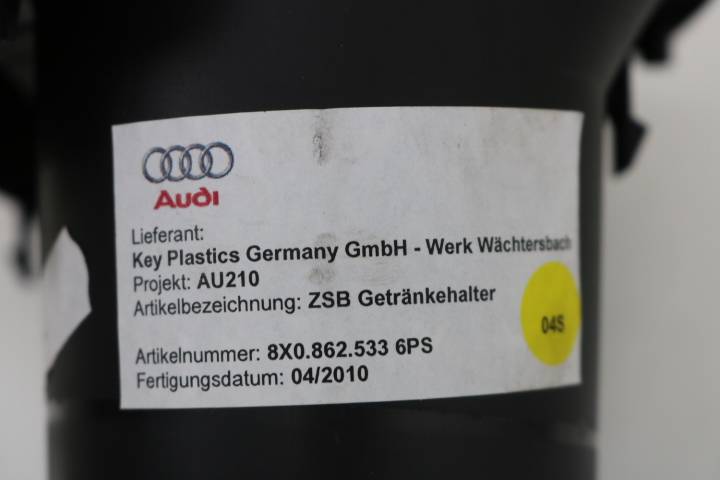 Audi
Lieferant:
Key Plastics Germany GmbH - Werk Wächtersbach
Projekt: AU210
Artikelbezeichnung: ZSB Getränkehalter
04S
Artikelnummer: 8X0.862.533 6PS
Fertigungsdatum: 04/2010